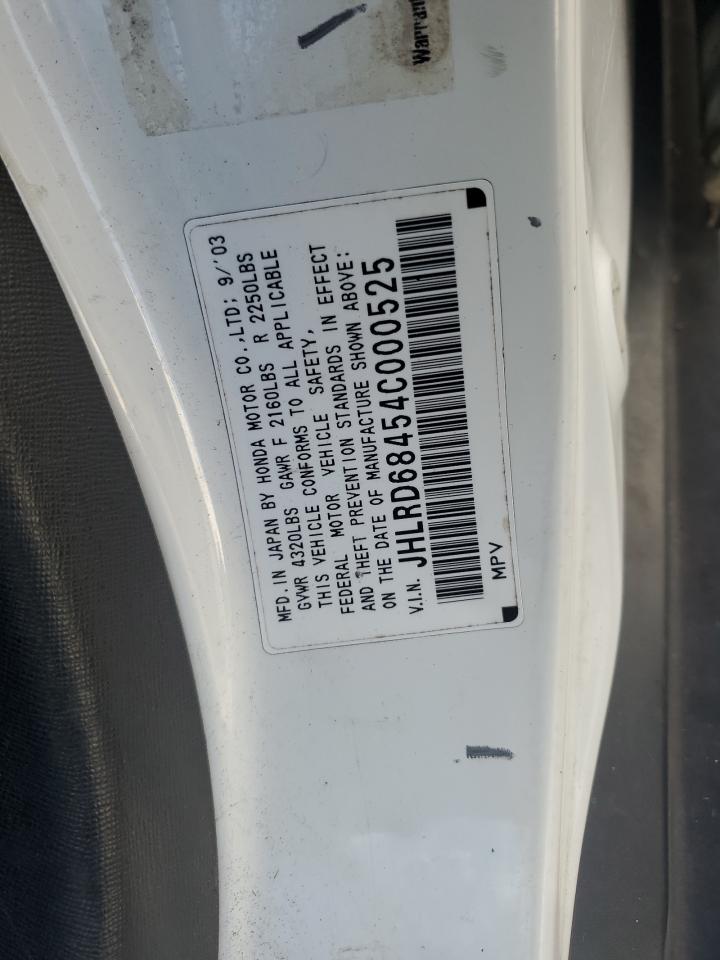 Warran
MFD. IN JAPAN BY HONDA MOTOR CO.,LTD: 9/'03
GVWR 4320LBS GAWR F 2160LBS R 2250LBS
THIS VEHICLE CONFORMS TO ALL APPLICABLE
FEDERAL MOTOR VEHICLE SAFETY,
AND THEFT PREVENTION STANDARDS IN EFFECT
ON THE DATE OF MANUFACTURE SHOWN ABOVE:
V.I.N. JHLRD68454C000525
MPV